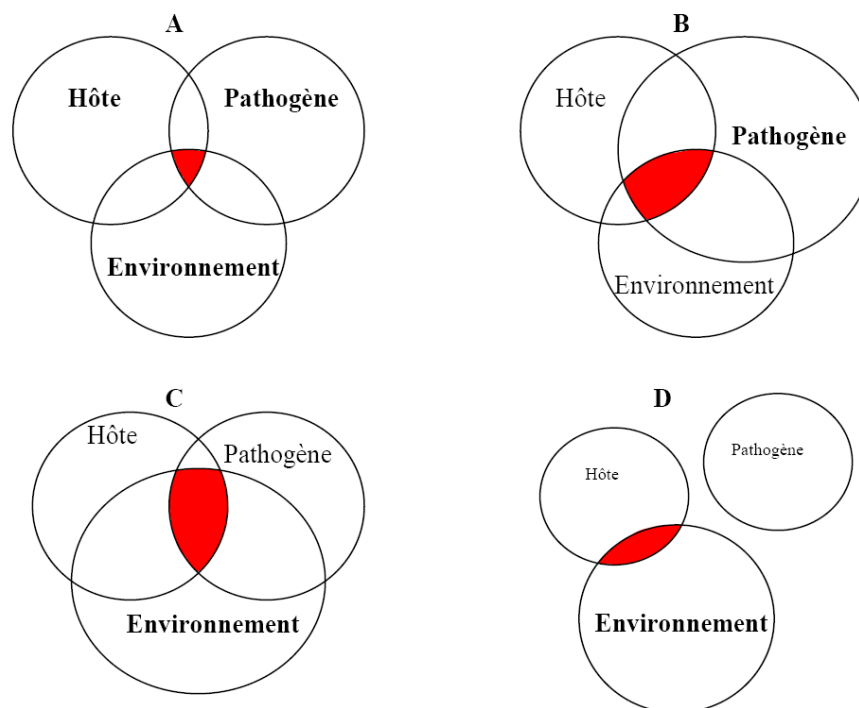 A
Hôte
Pathogène
Environnement
B
Hôte
Pathogène
Environnement
C
Hôte
Pathogène
Environnement
D
Hôte
Pathogène
Environnement